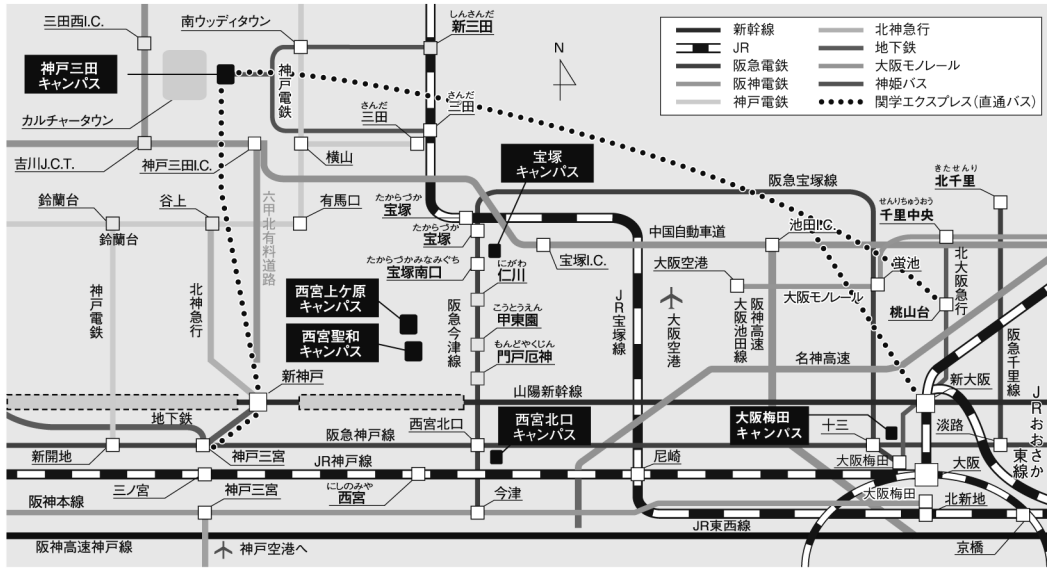 三田西I.C.
南ウッディタウン
しんさんだ
新三田
新幹線
JR
阪急電鉄
阪神電鉄
神戸電鉄
北神急行
地下鉄
大阪モノレール
神姫バス
関学エクスプレス(直通バス)
N
神戸三田
キャンパス
神戸電鉄
さんだ
三田
さんだ
三田
カルチャータウン
吉川J.C.T.
神戸三田I.C.
横山
宝塚
キャンパス
阪急宝塚線
きたせんり
北千里
せんりちゅうおう
千里中央
鈴蘭台
鈴蘭台
谷上
六甲北有料道路
有馬口
たからづか
宝塚
たからづか
宝塚
たからづかみなみぐち
宝塚南口
にがわ
仁川
宝塚I.C.
中国自動車道
池田I.C.
大阪空港
大阪空港
蛍池
大阪モノレール
北大阪急行
桃山台
神戸電鉄
北神急行
西宮上ケ原
キャンパス
西宮聖和
キャンパス
阪急今津線
こうとうえん
甲東園
もんどやくじん
門戸厄神
JR宝塚線
阪神高速
大阪池田線
名神高速
阪急千里線
新神戸
山陽新幹線
新大阪
地下鉄
阪急神戸線
西宮北口
西宮北口
キャンパス
大阪梅田
キャンパス
十三
淡路
JRおおさか
東線
新開地
神戸三宮
JR神戸線
尼崎
大阪梅田
大阪
三ノ宮
神戸三宮
にしのみや
西宮
今津
大阪梅田
北新地
阪神本線
JR東西線
京橋
阪神高速神戸線
神戸空港へ